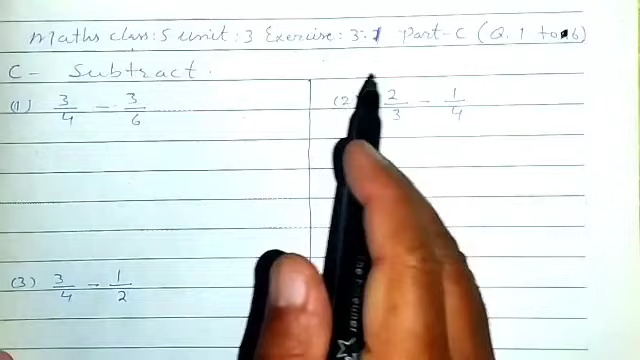 Maths class: 5 unit: 3 Exercise: 3.1 Part-C (Q. 1 to 6)
C - Subtract.
(1) 3/4 - 3/6
(2) 2/3 - 1/4
(3) 3/4 - 1/2